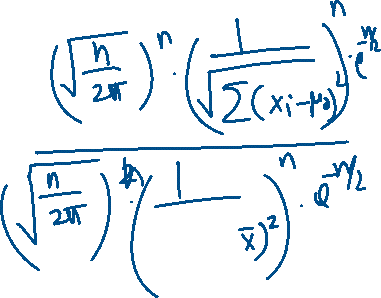 (√(n/2π))^n · (1/√(Σ(xi-μ0)²))^n · e^-n/2
(√(n/2π))^n · (1/ x̄)²)^n · e^-n/2